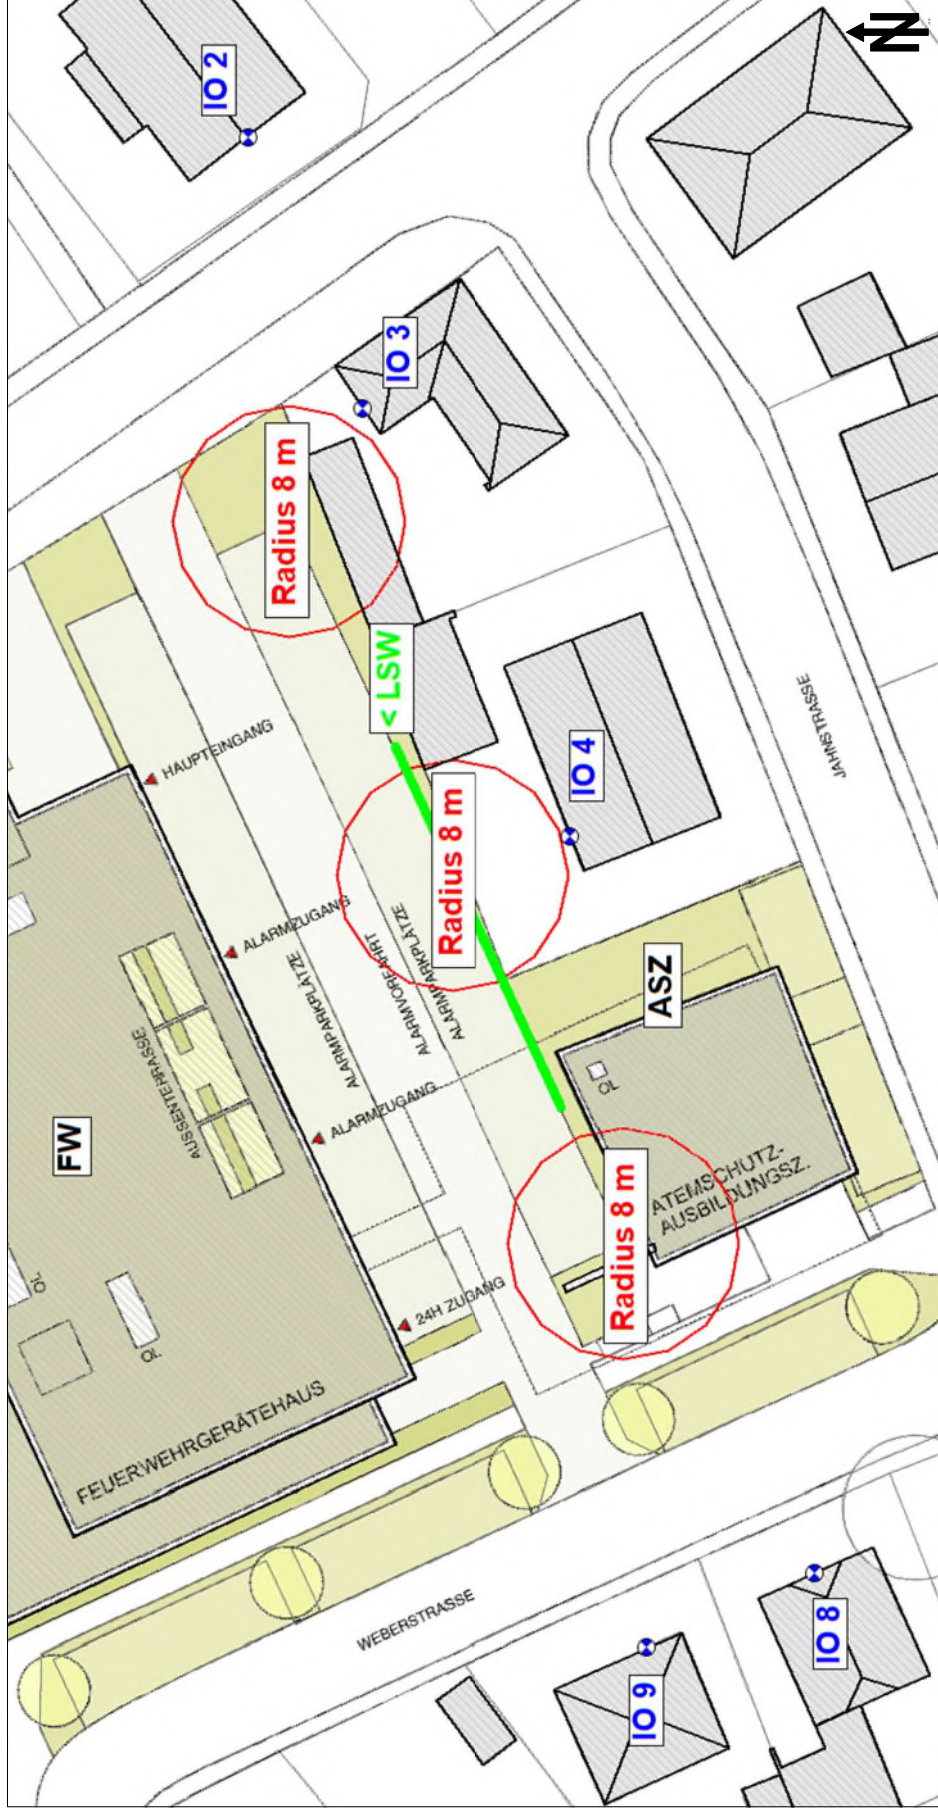 IO 2
N
IO 3
Radius 8 m
< LSW
IO 4
HAUPTEINGANG
JAHNSTRASSE
Radius 8 m
ALARMZUGANG
ALARMPARKPLÄTZE
ALARMVORFAHRT
ALARMPARKPLÄTZE
ASZ
AUSSENTERRASSE
FW
ALARMZUGANG
OL
ATEMSCHUTZ-
AUSBILDUNGSZ.
Radius 8 m
OL
OL
24H ZUGANG
FEUERWEHRGERÄTEHAUS
WEBERSTRASSE
IO 8
IO 9